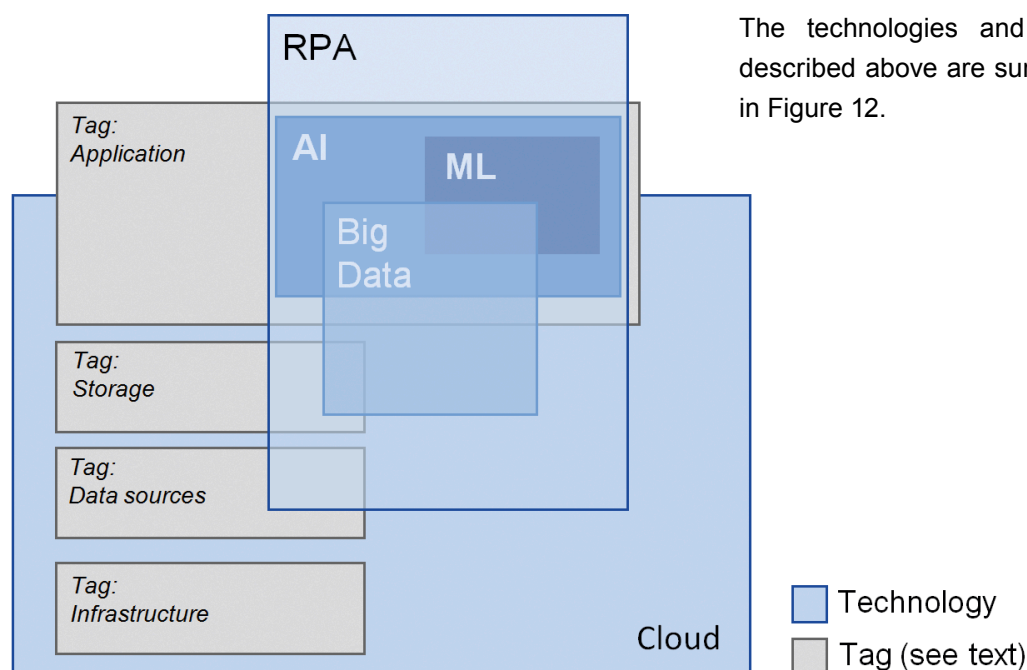 RPA
The technologies and
described above are
in Figure 12.
Tag:
Application
AI
ML
Big
Data
Tag:
Storage
Tag:
Data sources
Tag:
Infrastructure
Cloud
Technology
Tag (see text)